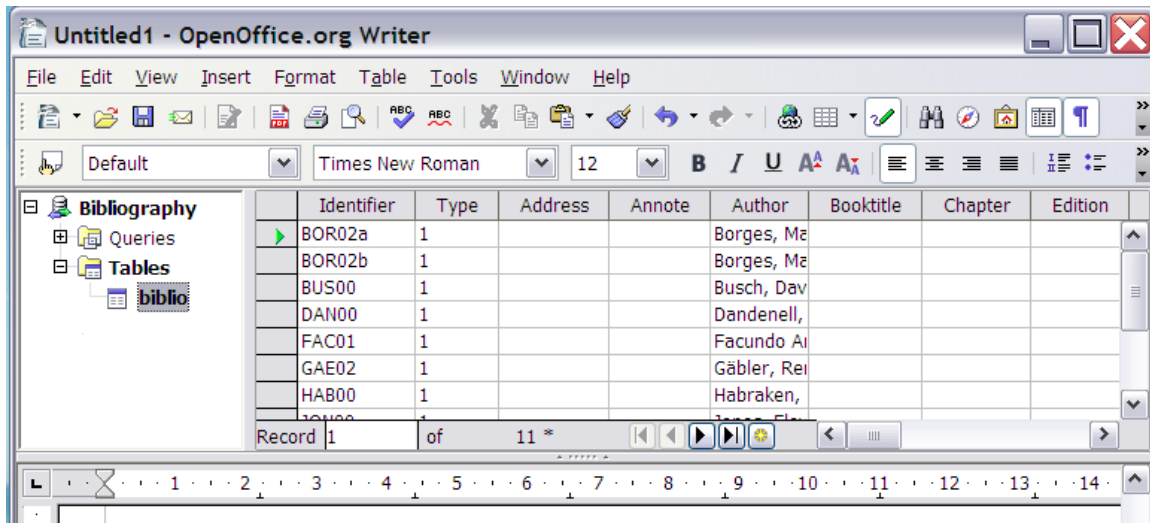 Untitled1 - OpenOffice.org Writer
File Edit View Insert Format Table Tools Window Help
ABC ABC
Default Times New Roman 12 B I U
Bibliography
Queries
Tables
biblio
Identifier Type Address Annote Author Booktitle Chapter Edition
BOR02a 1 Borges, Ma
BOR02b 1 Borges, Ma
BUS00 1 Busch, Dav
DAN00 1 Dandenell,
FAC01 1 Facundo A
GAE02 1 Gäbler, Re
HAB00 1 Habraken,
Record 1 of 11 *
1 2 3 4 5 6 7 8 9 10 11 12 13 14